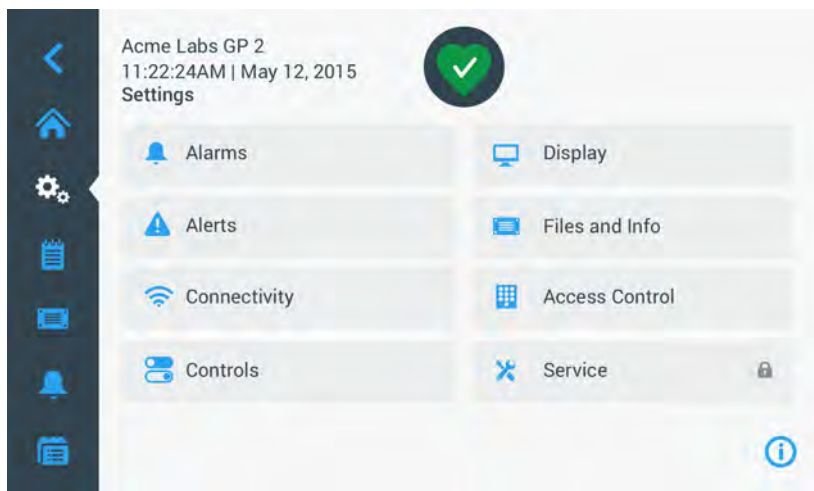 Acme Labs GP 2
11:22:24AM | May 12, 2015
Settings
Alarms
Display
Alerts
Files and Info
Connectivity
Access Control
Controls
Service